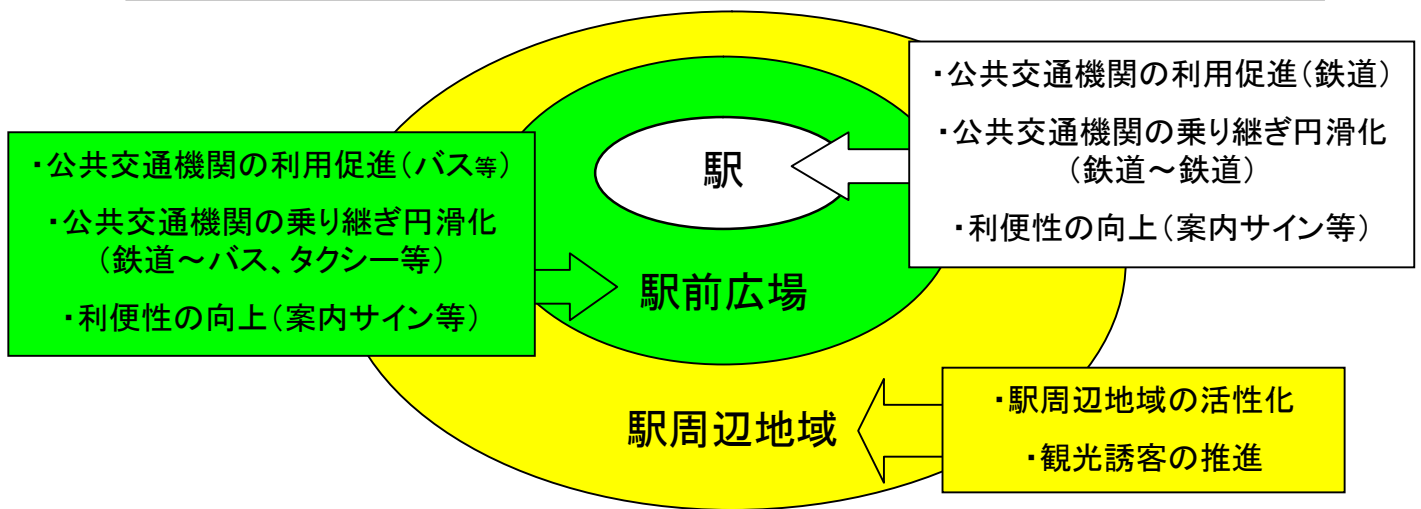 ・公共交通機関の利用促進(鉄道)
・公共交通機関の乗り継ぎ円滑化
(鉄道～鉄道)
・利便性の向上(案内サイン等)
・公共交通機関の利用促進(バス等)
・公共交通機関の乗り継ぎ円滑化
(鉄道～バス、タクシー等)
・利便性の向上(案内サイン等)
駅
駅前広場
駅周辺地域
・駅周辺地域の活性化
・観光誘客の推進